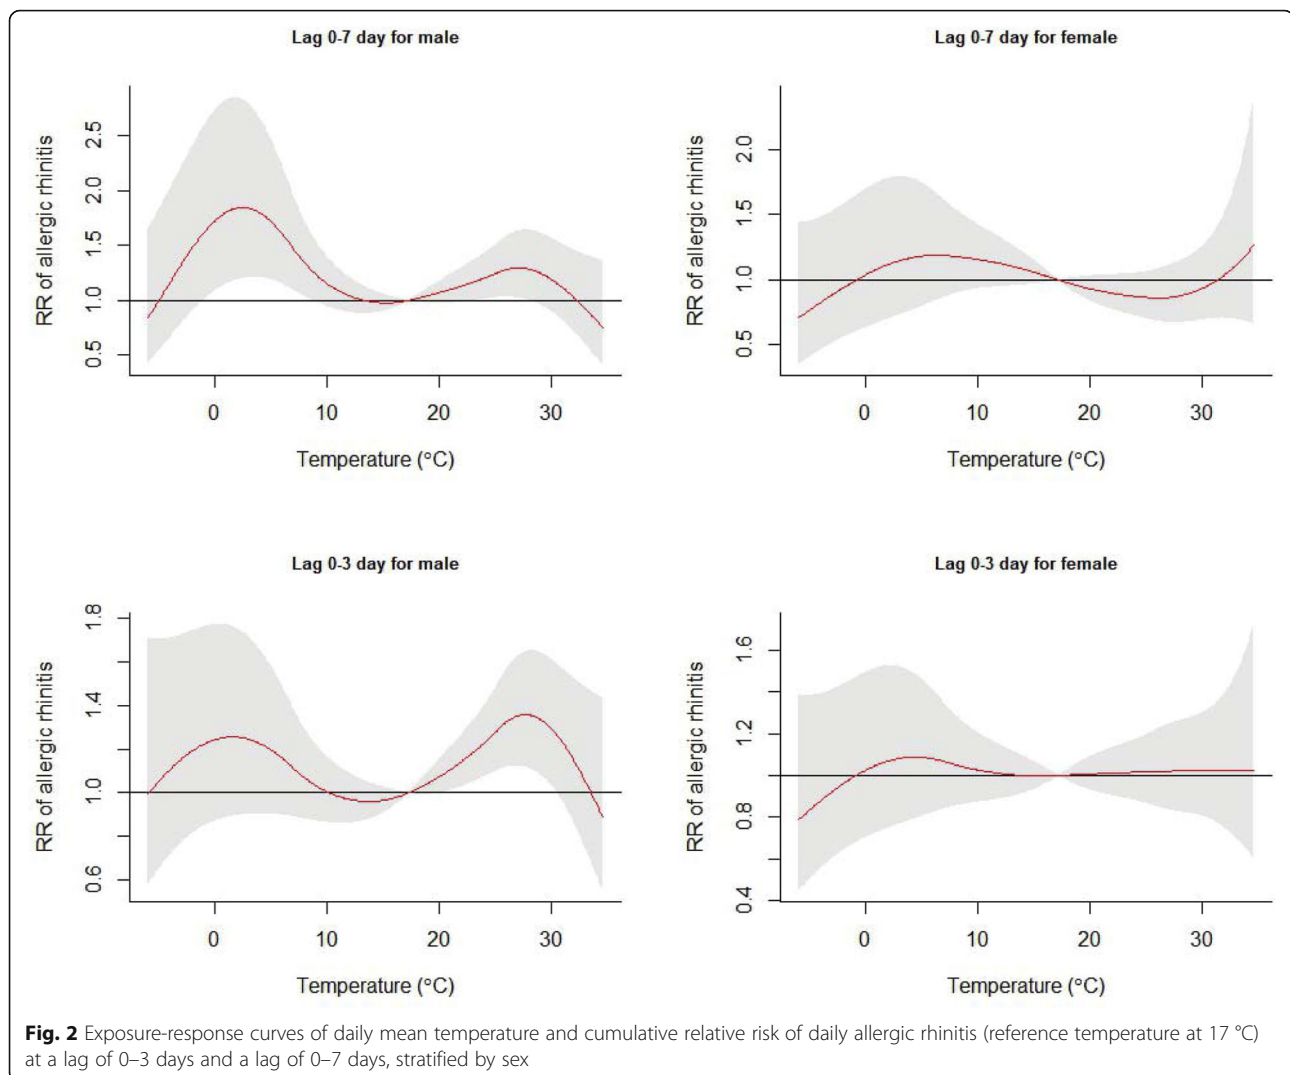 Lag 0-7 day for male
RR of allergic rhinitis
2.5
2.0
1.5
1.0
0.5
0 10 20 30
Temperature (°C)
Lag 0-7 day for female
RR of allergic rhinitis
2.0
1.5
1.0
0.5
0 10 20 30
Temperature (°C)
Lag 0-3 day for male
RR of allergic rhinitis
1.8
1.4
1.0
0.6
0 10 20 30
Temperature (°C)
Lag 0-3 day for female
RR of allergic rhinitis
1.6
1.2
0.8
0.4
0 10 20 30
Temperature (°C)
Fig. 2 Exposure-response curves of daily mean temperature and cumulative relative risk of daily allergic rhinitis (reference temperature at 17 °C)
at a lag of 0–3 days and a lag of 0–7 days, stratified by sex